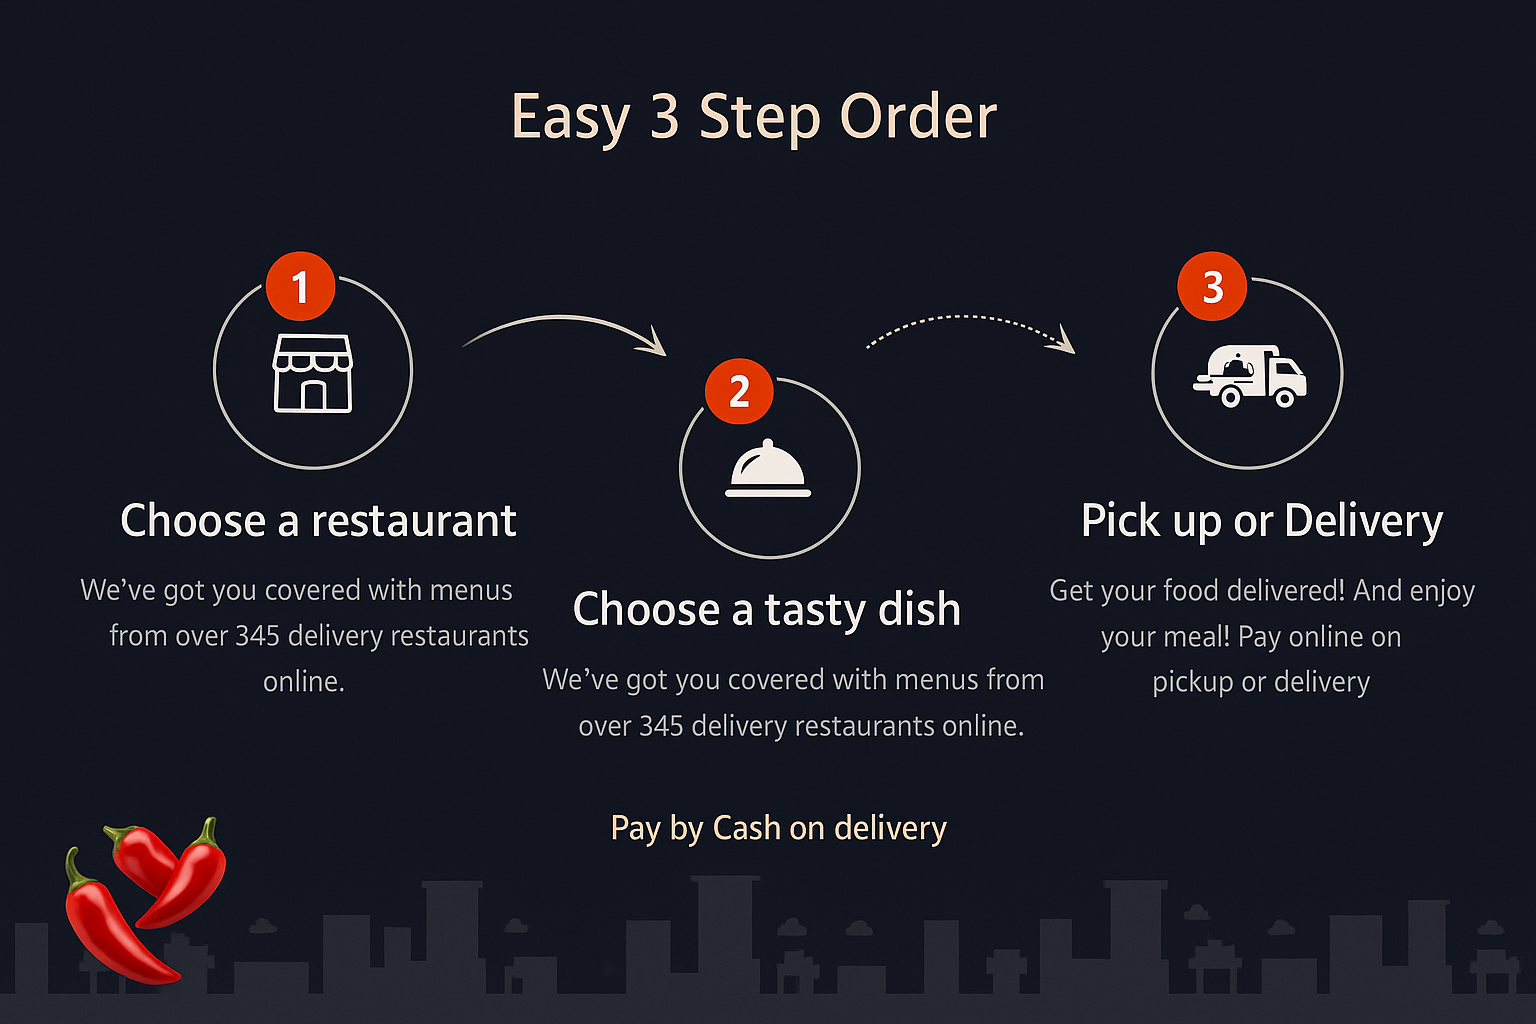 Easy 3 Step Order
1
Choose a restaurant
We've got you covered with menus
from over 345 delivery restaurants
online.
2
Choose a tasty dish
We've got you covered with menus from
over 345 delivery restaurants online.
3
Pick up or Delivery
Get your food delivered! And enjoy
your meal! Pay online on
pickup or delivery
Pay by Cash on delivery